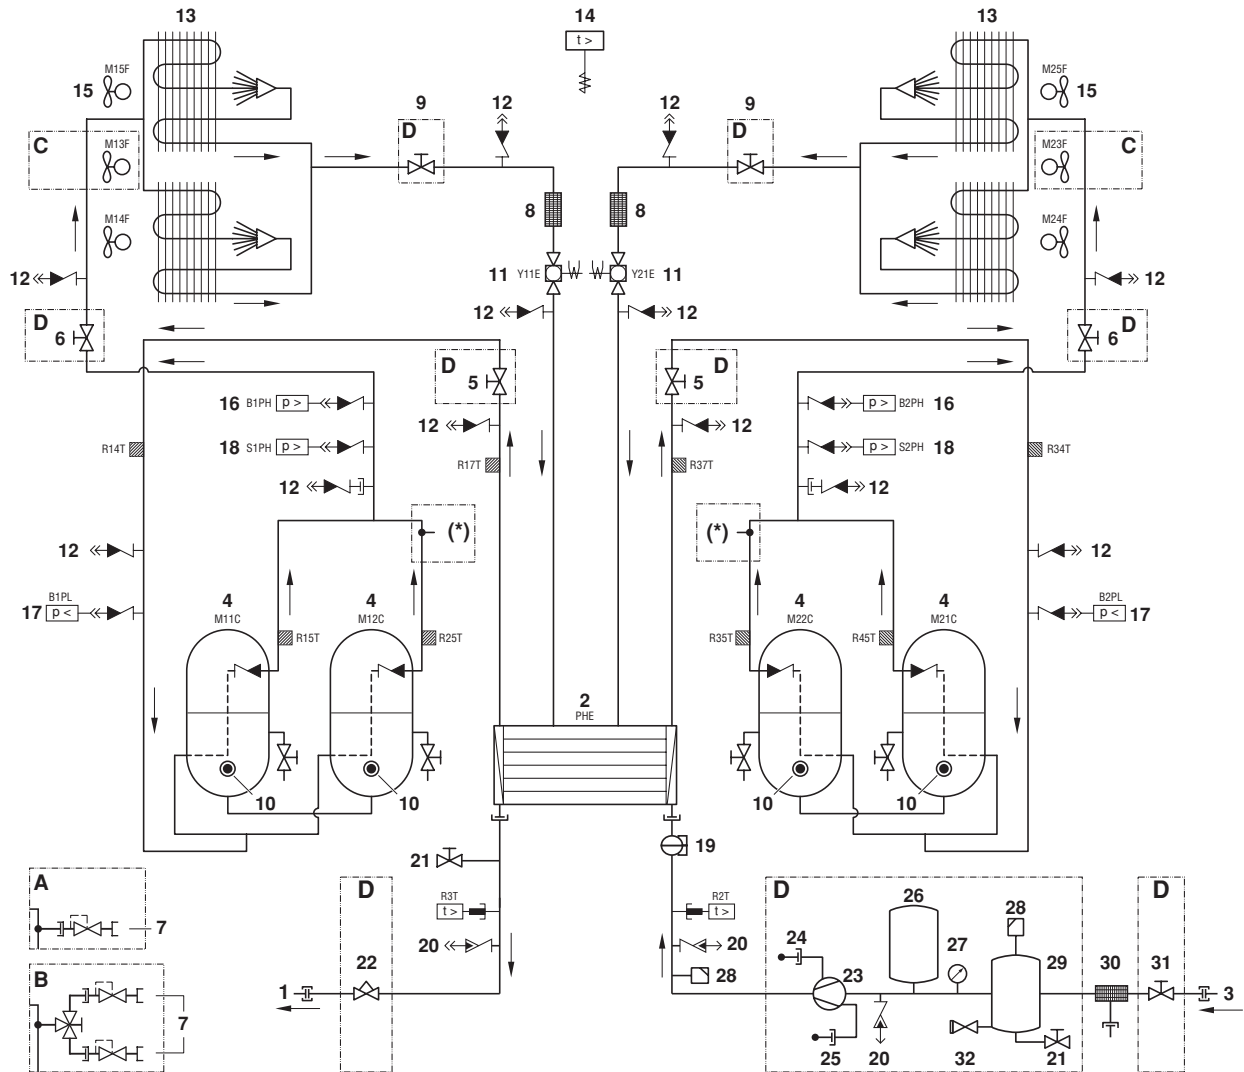 13
14
13
t >
M15F
15
M25F
15
9
12
12
9
D
D
C
M13F
M23F
C
8
8
M14F
M24F
11
Y11E
Y21E
11
12
12
12
12
D
6
D
6
D
5
D
5
16
B1PH
p >
p >
B2PH
16
12
12
18
S1PH
p >
p >
S2PH
18
R14T
R17T
R37T
R34T
12
12
(*)
(*)
12
12
17
B1PL
p <
B2PL
p <
17
4
M11C
4
M12C
4
M22C
4
M21C
R15T
R25T
R35T
R45T
2
PHE
10
10
10
10
21
19
A
7
D
R3T
t >
R2T
t >
D
26
28
D
20
20
24
27
22
28
23
29
30
31
B
7
1
3
25
20
32
21